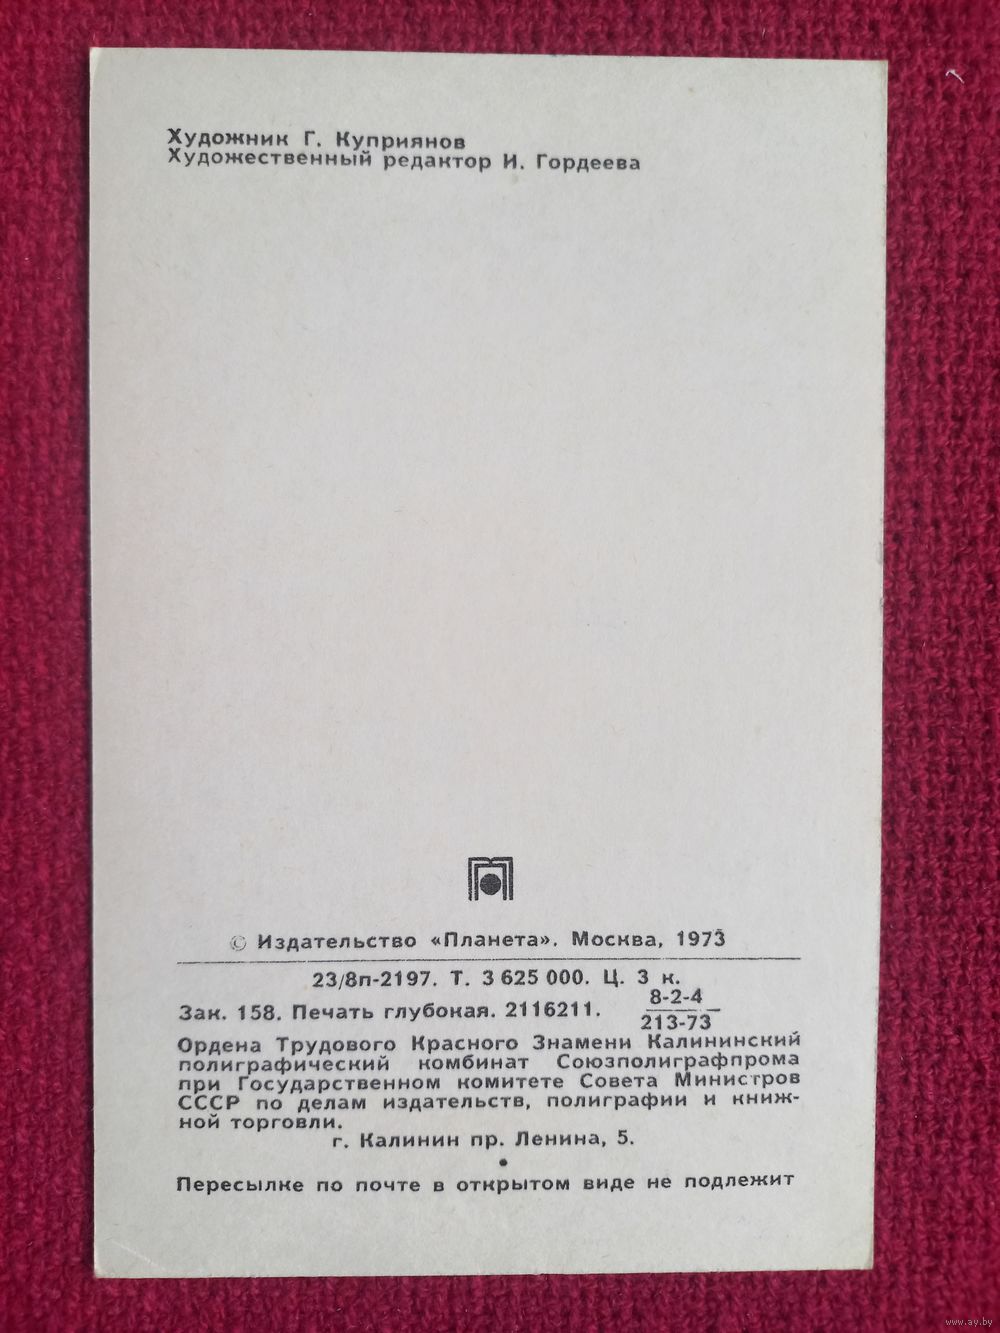 Художник Г. Куприянов
Художественный редактор И. Гордеева
© Издательство «Планета». Москва, 1973
23/8п-2197. Т. 3 625 000. Ц. 3 к.
Зак. 158. Печать глубокая. 2116211. 8-2-4
213-73
Ордена Трудового Красного Знамени Калининский
полиграфический комбинат Союзполиграфпрома
при Государственном комитете Совета Министров
СССР по делам издательств, полиграфии и книж-
ной торговли.
г. Калинин пр. Ленина, 5.
Пересылке по почте в открытом виде не подлежит
www.ay.by